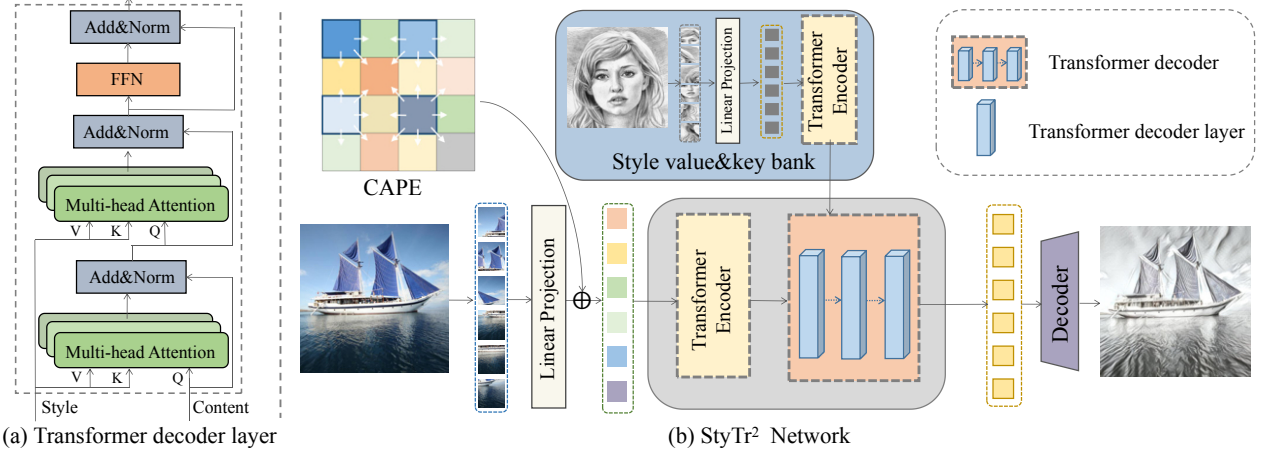 Add&Norm
FFN
Add&Norm
Multi-head Attention
V K Q
Add&Norm
Multi-head Attention
V K Q
Style Content
(a) Transformer decoder layer
CAPE
Linear Projection
Transformer Encoder
Style value&key bank
Transformer decoder
Transformer decoder layer
Linear Projection
Transformer Encoder
Decoder
(b) StyTr² Network